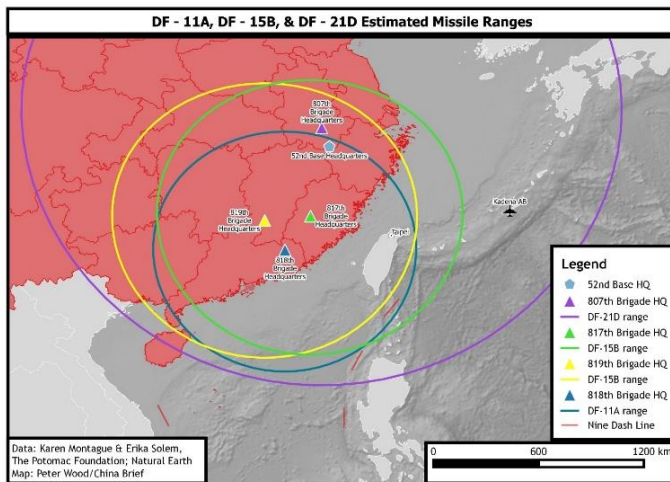 DF - 11A, DF - 15B, & DF - 21D Estimated Missile Ranges
807th
Brigade
Headquarters
52nd Base Headquarters
819th
Brigade
Headquarters
817th
Brigade
Headquarters
818th
Brigade
Headquarters
Taipei
Kadena AB
Legend
52nd Base HQ
807th Brigade HQ
DF-21D range
817th Brigade HQ
DF-15B range
819th Brigade HQ
DF-15B range
818th Brigade HQ
DF-11A range
Nine Dash Line
Data: Karen Montague & Erika Solem,
The Potomac Foundation; Natural Earth
Map: Peter Wood/China Brief
0 600 1200 km